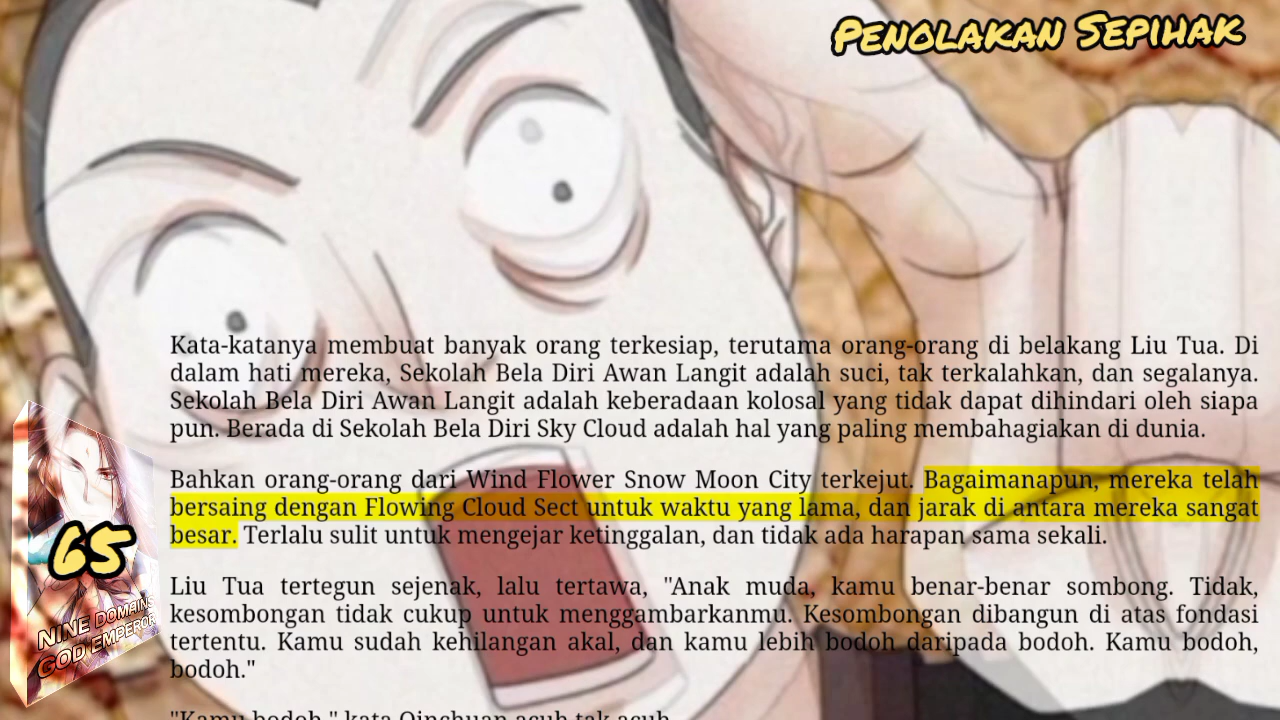 Penolakan Sepihak
Kata-katanya membuat banyak orang terkesiap, terutama orang-orang di belakang Liu Tua. Di
dalam hati mereka, Sekolah Bela Diri Awan Langit adalah suci, tak terkalahkan, dan segalanya.
Sekolah Bela Diri Awan Langit adalah keberadaan kolosal yang tidak dapat dihindari oleh siapa
pun. Berada di Sekolah Bela Diri Sky Cloud adalah hal yang paling membahagiakan di dunia.
Bahkan orang-orang dari Wind Flower Snow Moon City terkejut. Bagaimanapun, mereka telah
bersaing dengan Flowing Cloud Sect untuk waktu yang lama, dan jarak di antara mereka sangat
besar. Terlalu sulit untuk mengejar ketinggalan, dan tidak ada harapan sama sekali.
Liu Tua tertegun sejenak, lalu tertawa, "Anak muda, kamu benar-benar sombong. Tidak,
kesombongan tidak cukup untuk menggambarkanmu. Kesombongan dibangun di atas fondasi
tertentu. Kamu sudah kehilangan akal, dan kamu lebih bodoh daripada bodoh. Kamu bodoh,
bodoh."
"Kamu bodoh," kata Qinchuan acuh tak acuh.
65
NINE DOMAINS
GOD EMPEROR